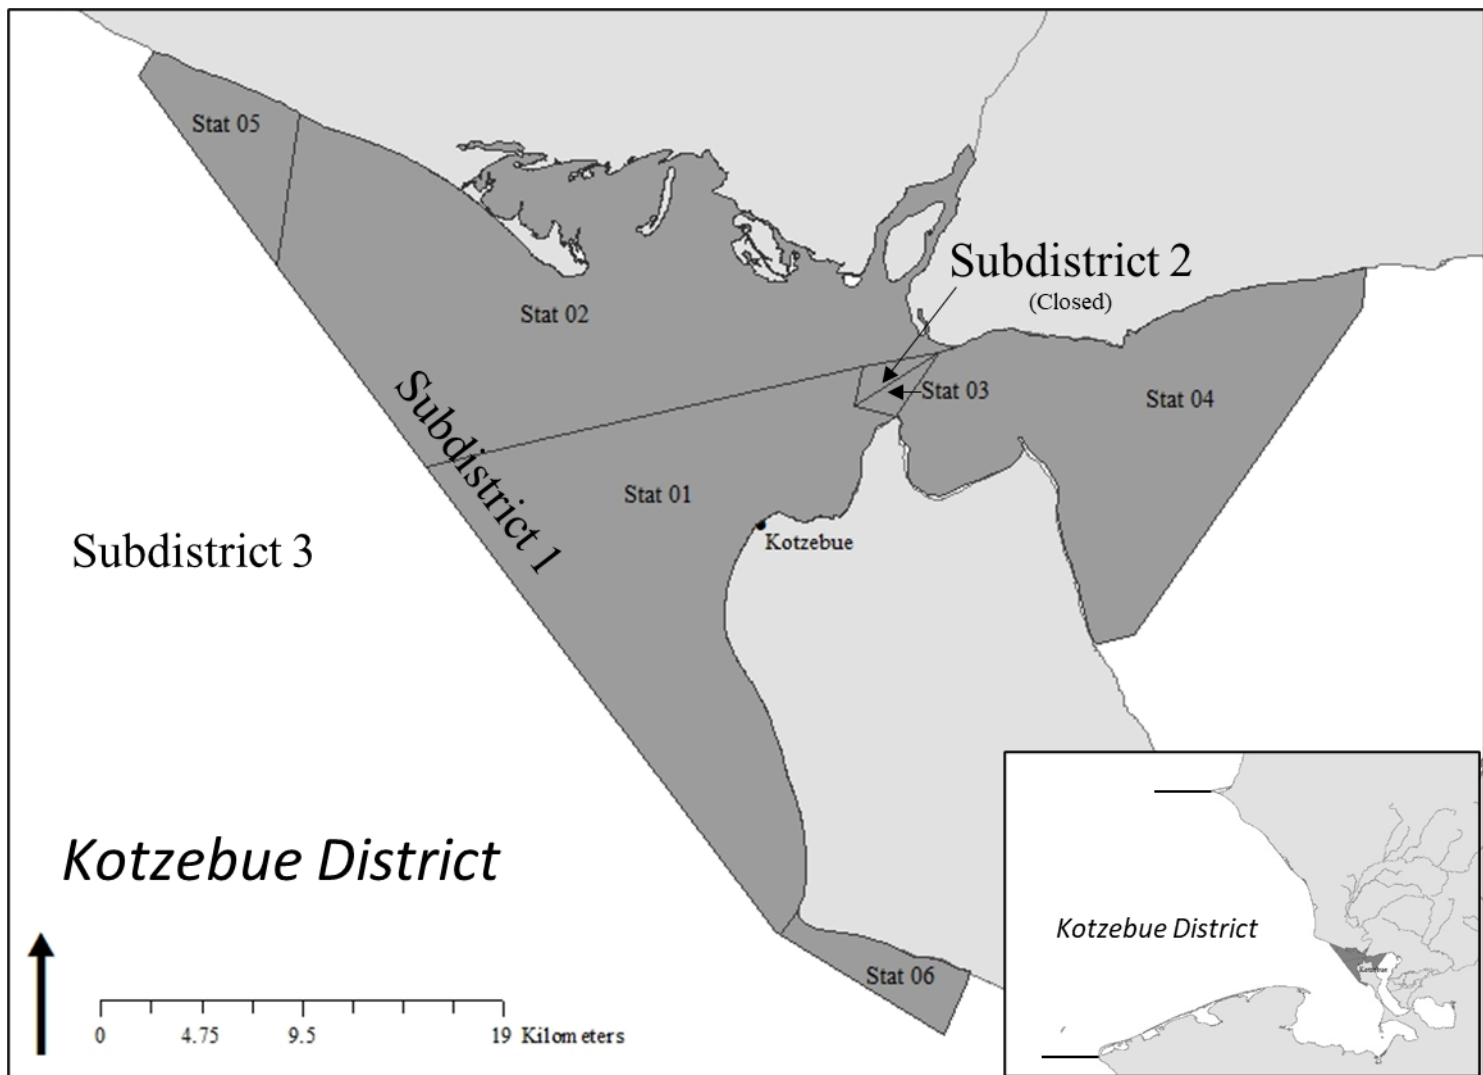 Stat 05
Subdistrict 2
(Closed)
Stat 02
Stat 03
Stat 04
Subdistrict 1
Stat 01
Kotzebue
Subdistrict 3
Kotzebue District
Stat 06
0 4.75 9.5 19 Kilometers
Kotzebue District
Kotzebue